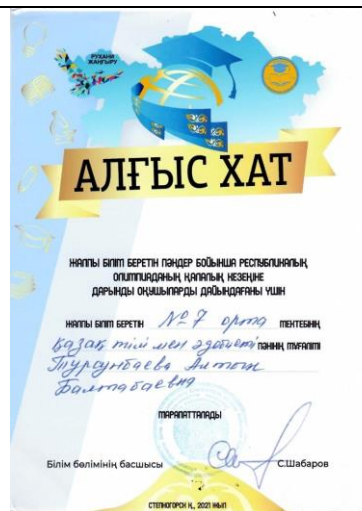 РУХАНИ
ЖАҢҒЫРУ
АЛҒЫС ХАТ
ЖАЛПЫ БІЛІМ БЕРЕТІН ПӘНДЕР БОЙЫНША РЕСПУБЛИКАЛЫҚ
ОЛИМПИАДАНЫҢ ҚАЛАЛЫҚ КЕЗЕҢІНЕ
ДАРЫНДЫ ОҚУШЫЛАРДЫ ДАЙЫНДАҒАНЫ ҮШІН
ЖАЛПЫ БІЛІМ БЕРЕТІН № 7 орта МЕКТЕБІНІҢ
қазақ тілі мен әдебиеті ПӘНІНІҢ МҰҒАЛІМІ
Турсунбаева Алтын
Балтабаевна
МАРАПАТТАЛАДЫ
Білім бөлімінің басшысы С.Шабаров
СТЕПНОГОРСК Қ., 2021 ЖЫЛ